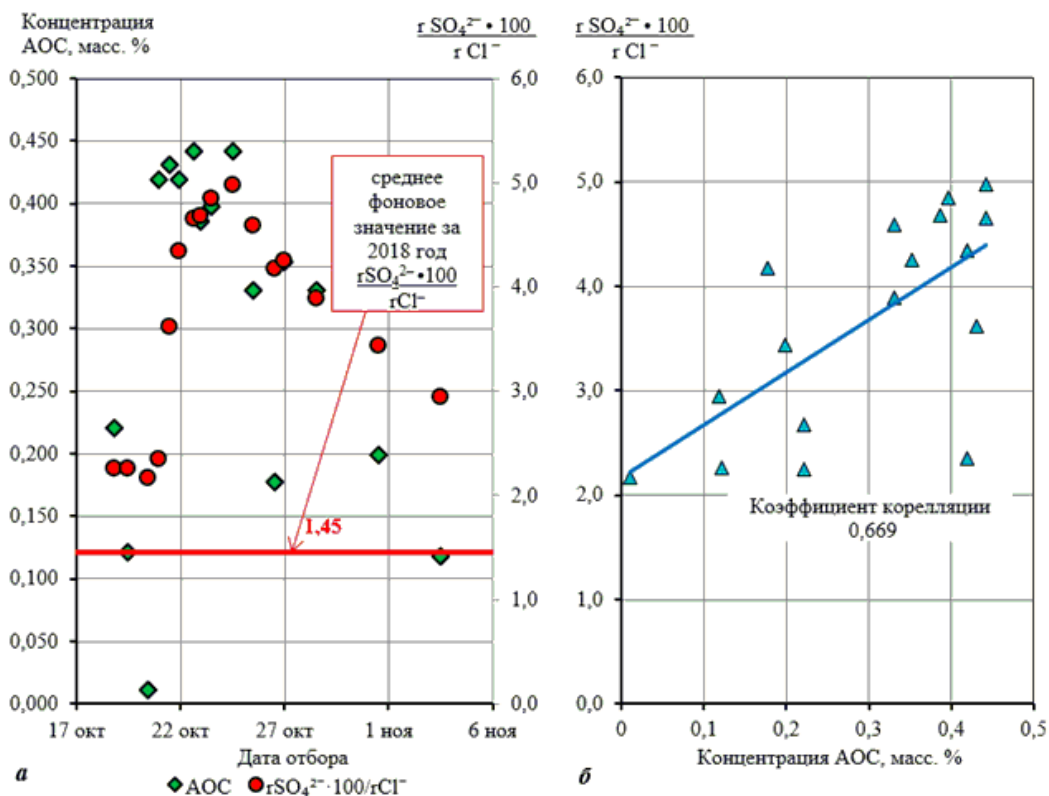 Концентрация
АОС, масс. %
r SO₄²⁻ • 100
r Cl⁻
0,500
0,450
0,400
0,350
0,300
0,250
0,200
0,150
0,100
0,050
0,000
6,0
5,0
4,0
3,0
2,0
1,0
0,0
среднее
фоновое
значение за
2018 год
rSO₄²⁻•100
rCl⁻
1,45
17 окт
22 окт
27 окт
1 ноя
6 ноя
Дата отбора
а
АОС
rSO₄²⁻·100/rCl⁻
r SO₄²⁻ • 100
r Cl⁻
6,0
5,0
4,0
3,0
2,0
1,0
0,0
Коэффициент корелляции
0,669
0
0,1
0,2
0,3
0,4
0,5
Концентрация АОС, масс. %
б